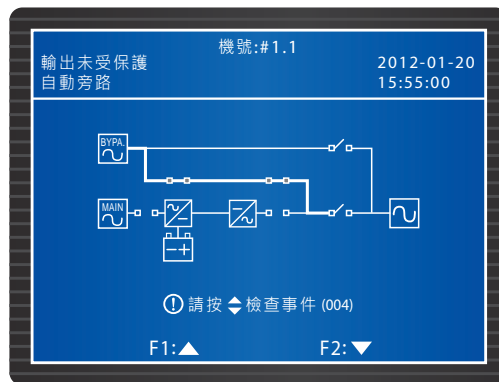 機號:#1.1
輸出未受保護
自動旁路
2012-01-20
15:55:00
BYPA.
MAIN
請按 檢查事件 (004)
F1:
F2: